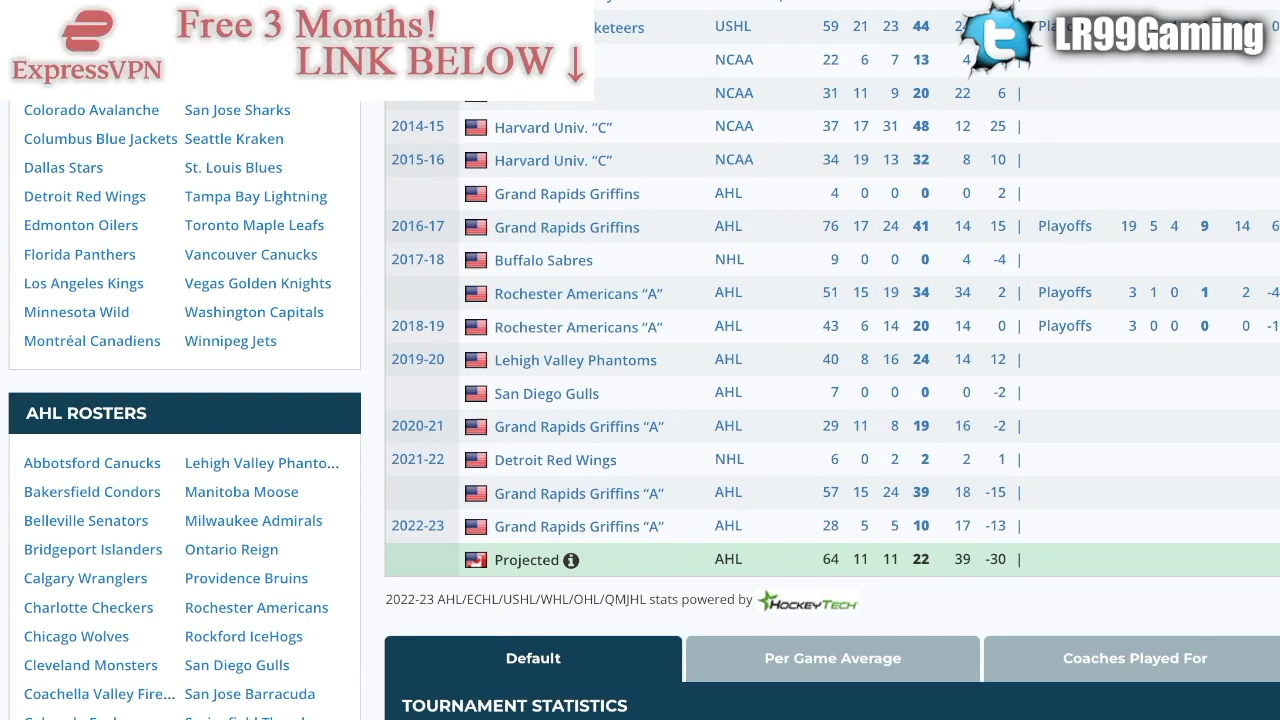 Free 3 Months!
LINK BELOW ↓
ExpressVPN
LR99Gaming
keteers USHL 59 21 23 44
NCAA 22 6 7 13 4
NCAA 31 11 9 20 22 6 |
2014-15 Harvard Univ. “C” NCAA 37 17 31 48 12 25 |
2015-16 Harvard Univ. “C” NCAA 34 19 13 32 8 10 |
Grand Rapids Griffins AHL 4 0 0 0 0 2 |
2016-17 Grand Rapids Griffins AHL 76 17 24 41 14 15 | Playoffs 19 5 4 9 14 6
2017-18 Buffalo Sabres NHL 9 0 0 0 4 -4 |
Rochester Americans “A” AHL 51 15 19 34 34 2 | Playoffs 3 1 0 1 2 -4
2018-19 Rochester Americans “A” AHL 43 6 14 20 14 0 | Playoffs 3 0 0 0 0 -1
2019-20 Lehigh Valley Phantoms AHL 40 8 16 24 14 12 |
San Diego Gulls AHL 7 0 0 0 0 -2 |
2020-21 Grand Rapids Griffins “A” AHL 29 11 8 19 16 -2 |
2021-22 Detroit Red Wings NHL 6 0 2 2 2 1 |
Grand Rapids Griffins “A” AHL 57 15 24 39 18 -15 |
2022-23 Grand Rapids Griffins “A” AHL 28 5 5 10 17 -13 |
Projected AHL 64 11 11 22 39 -30 |
2022-23 AHL/ECHL/USHL/WHL/OHL/QMJHL stats powered by HOCKEYTECH
Default Per Game Average Coaches Played For
TOURNAMENT STATISTICS
Colorado Avalanche San Jose Sharks
Columbus Blue Jackets Seattle Kraken
Dallas Stars St. Louis Blues
Detroit Red Wings Tampa Bay Lightning
Edmonton Oilers Toronto Maple Leafs
Florida Panthers Vancouver Canucks
Los Angeles Kings Vegas Golden Knights
Minnesota Wild Washington Capitals
Montréal Canadiens Winnipeg Jets
AHL ROSTERS
Abbotsford Canucks Lehigh Valley Phanto...
Bakersfield Condors Manitoba Moose
Belleville Senators Milwaukee Admirals
Bridgeport Islanders Ontario Reign
Calgary Wranglers Providence Bruins
Charlotte Checkers Rochester Americans
Chicago Wolves Rockford IceHogs
Cleveland Monsters San Diego Gulls
Coachella Valley Fire... San Jose Barracuda